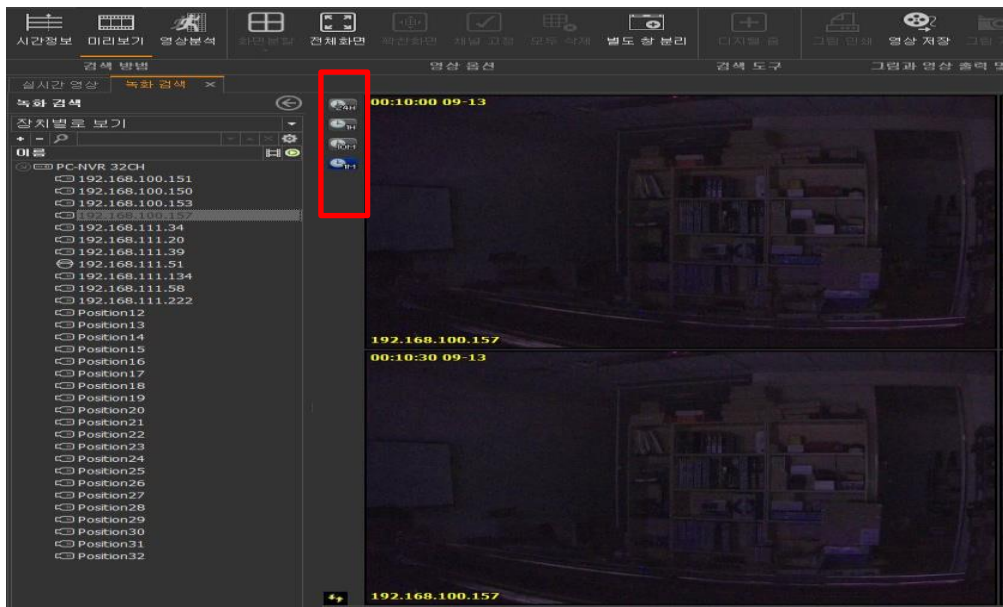 시간정보 미리보기 영상분석 화면분할 전체화면 채널 고정 모두 삭제 별도 창 분리 디지털 줌 그림 인쇄 영상 저장
검색 방법 영상 옵션 검색 도구 그림과 영상 출력 및
실시간 영상 녹화 검색
녹화 검색
장치별로 보기
이름
PC-NVR 32CH
192.168.100.151
192.168.100.150
192.168.100.153
192.168.100.157
192.168.111.34
192.168.111.20
192.168.111.39
192.168.111.51
192.168.111.134
192.168.111.58
192.168.111.222
Position12
Position13
Position14
Position15
Position16
Position17
Position18
Position19
Position20
Position21
Position22
Position23
Position24
Position25
Position26
Position27
Position28
Position29
Position30
Position31
Position32
24H
1H
10M
1M
00:10:00 09-13
192.168.100.157
00:10:30 09-13
192.168.100.157